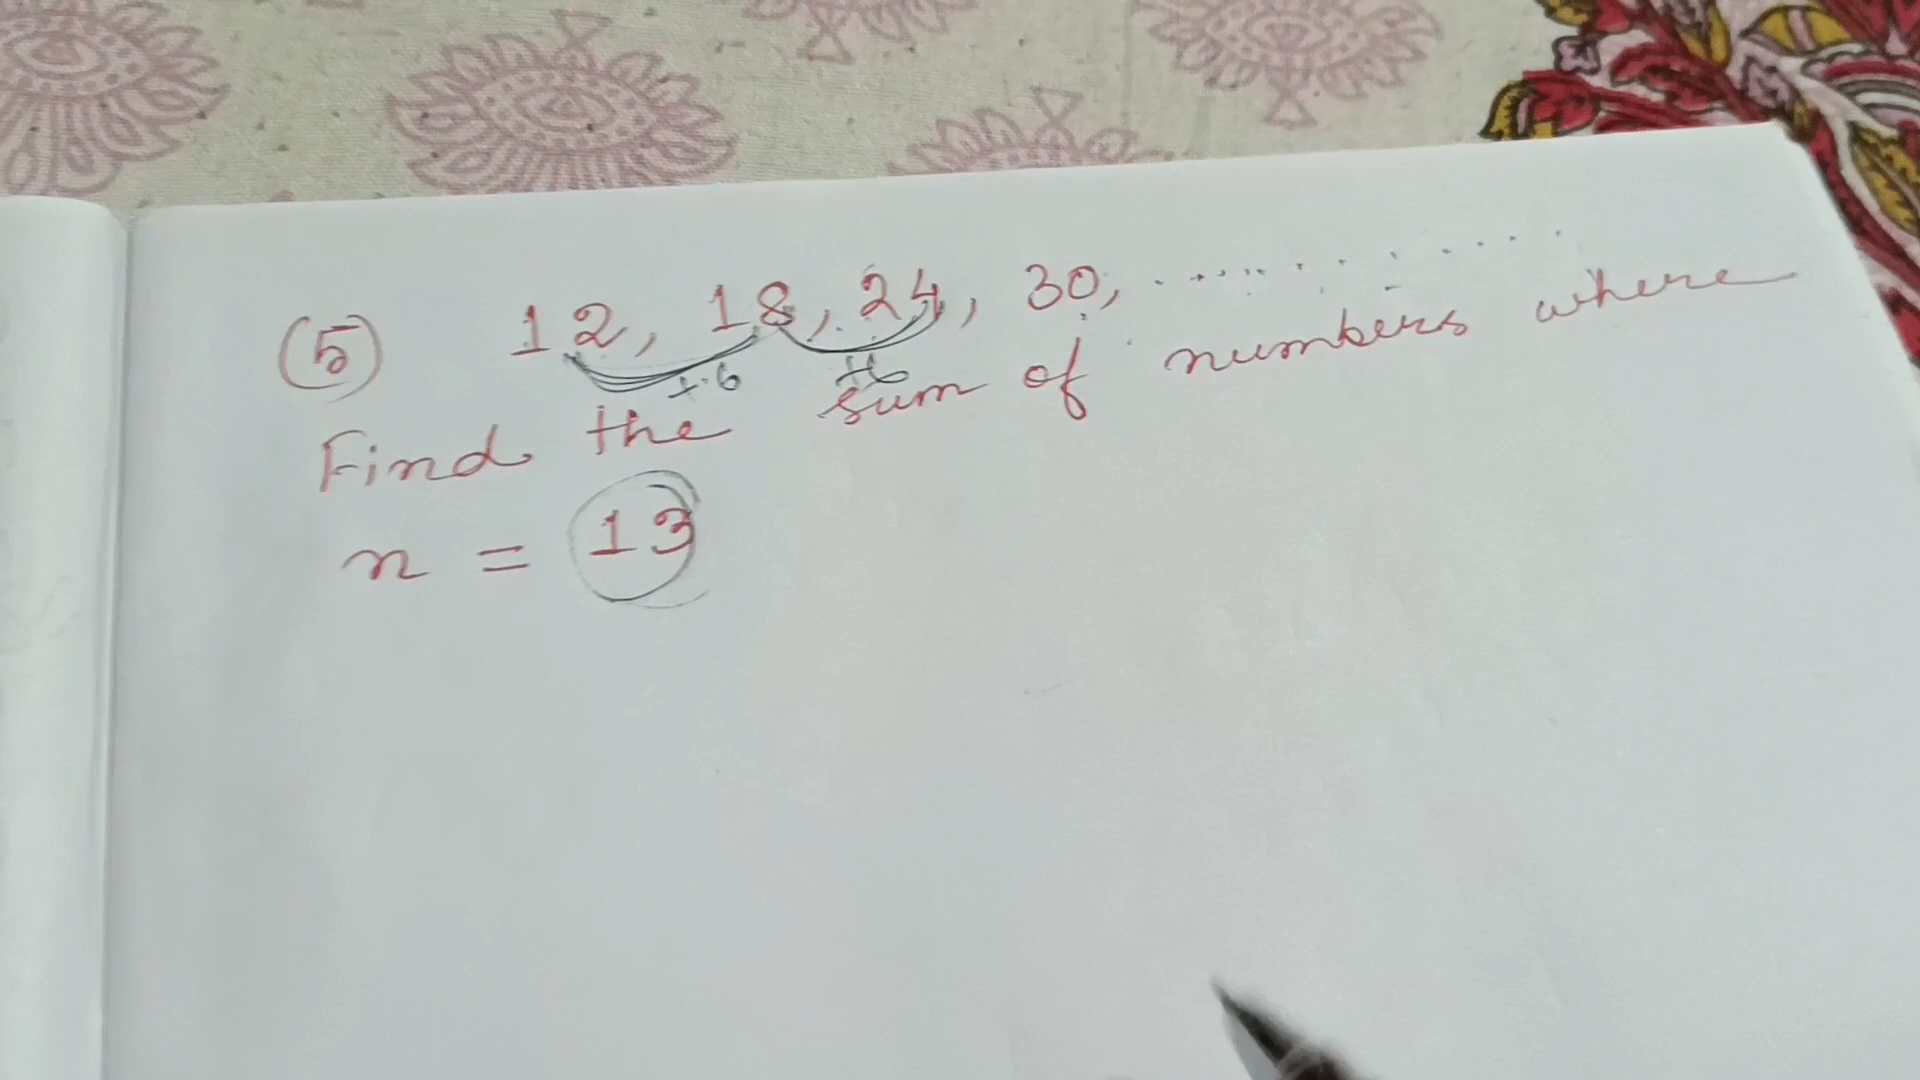 (5) 12, 18, 24, 30, ..............
+6 +6
Find the sum of numbers where
n = 13